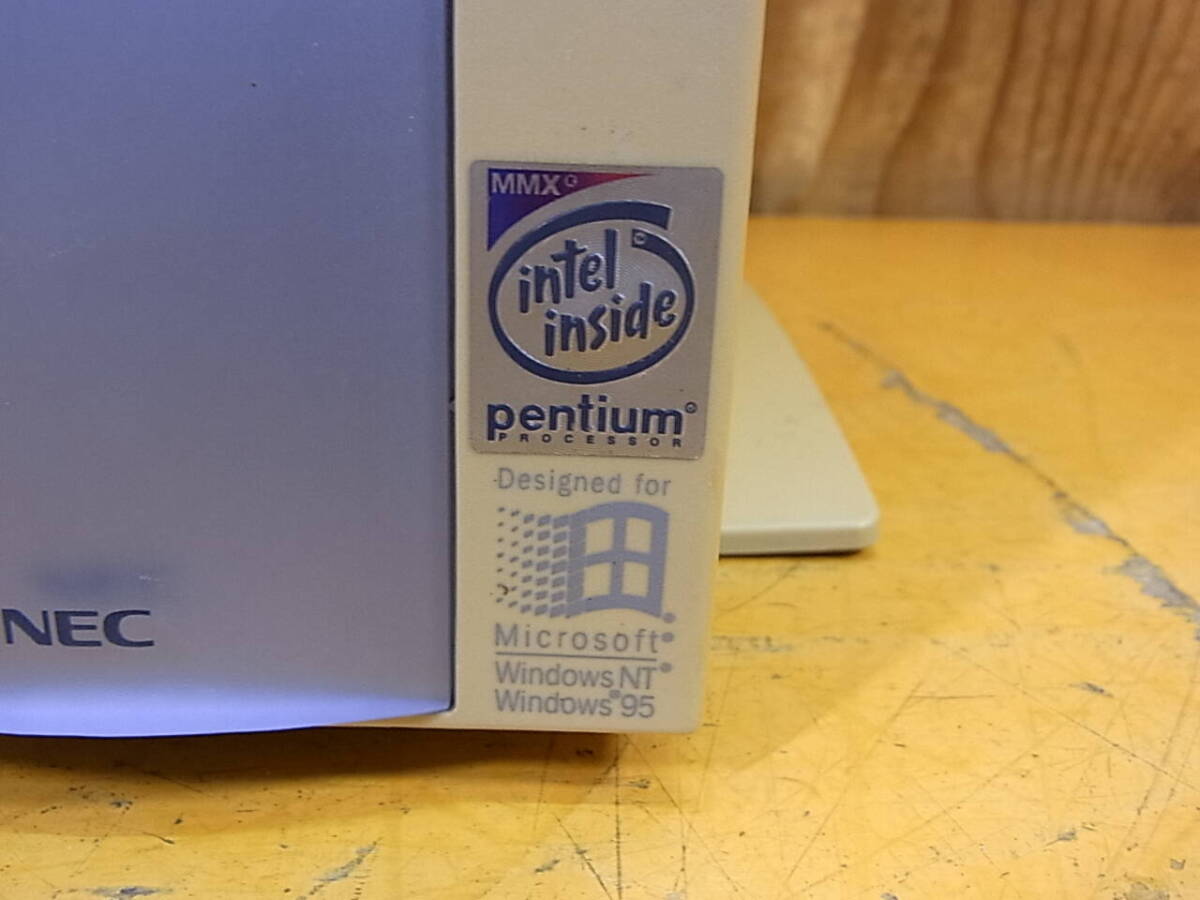 MMX
intel
inside
pentium®
PROCESSOR
Designed for
Microsoft®
Windows NT®
Windows®95
NEC